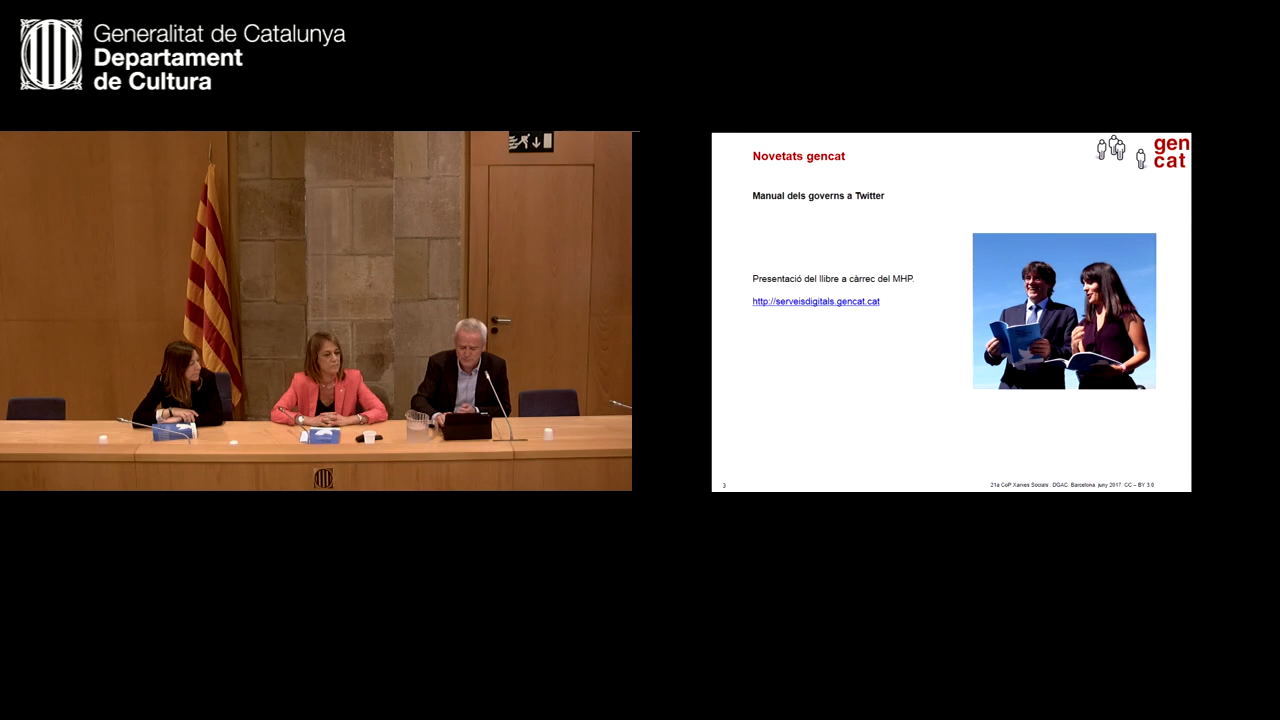 Generalitat de Catalunya
Departament
de Cultura
Novetats gencat
gen
cat
Manual dels governs a Twitter
Presentació del llibre a càrrec del MHP.
http://serveisdigitals.gencat.cat
3
21a CoP Xarxes Socials . DGAC. Barcelona. juny 2017 CC – BY 3.0